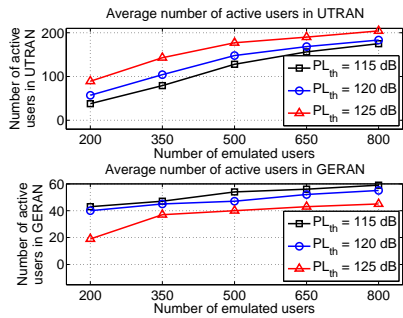 Average number of active users in UTRAN
Number of active
users in UTRAN
200
100
0
PL_th = 115 dB
PL_th = 120 dB
PL_th = 125 dB
200 350 500 650 800
Number of emulated users
Average number of active users in GERAN
Number of active
users in GERAN
60
40
20
0
PL_th = 115 dB
PL_th = 120 dB
PL_th = 125 dB
200 350 500 650 800
Number of emulated users